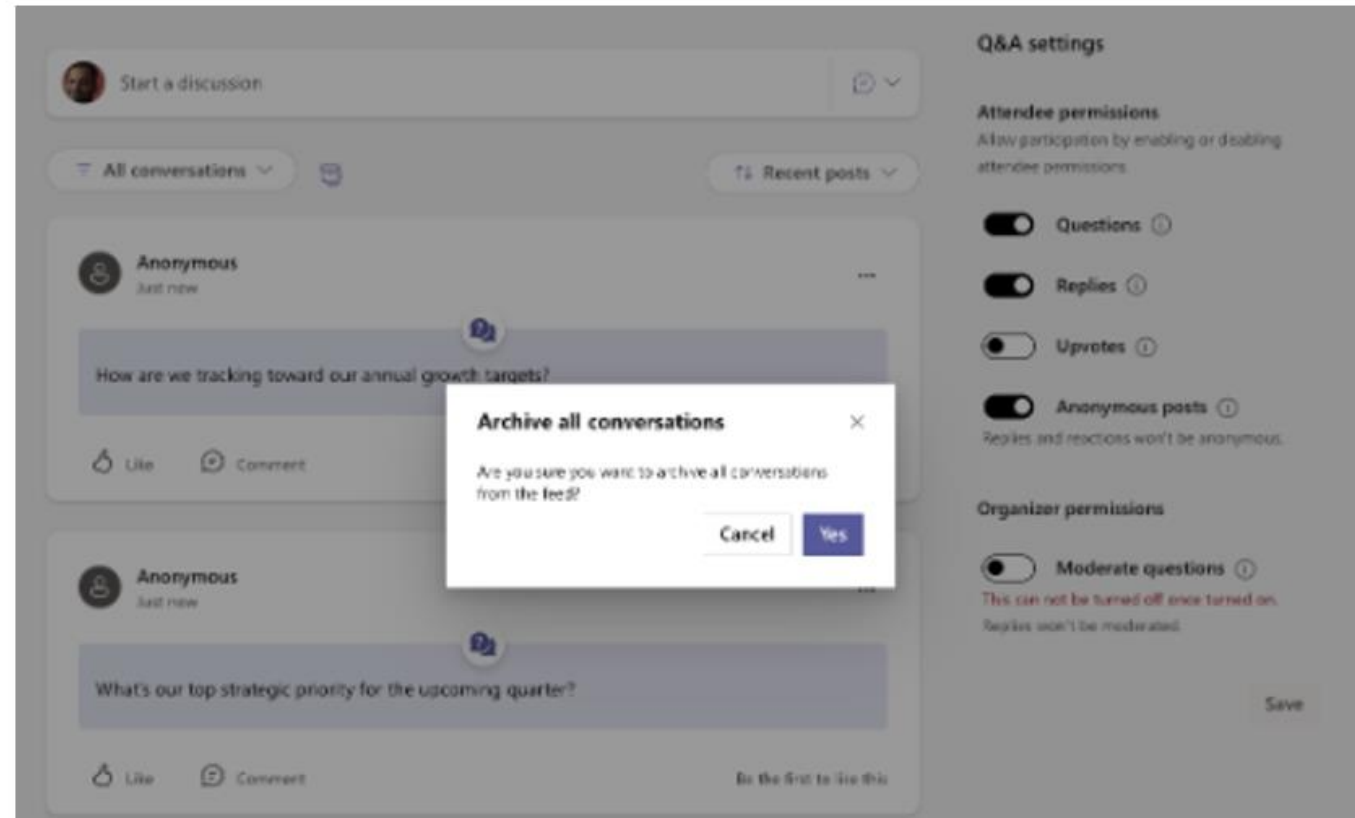 Start a discussion
All conversations
Recent posts
Anonymous
Just now
How are we tracking toward our annual growth targets?
Like
Comment
Anonymous
Just now
What's our top strategic priority for the upcoming quarter?
Like
Comment
Be the first to like this
Archive all conversations
Are you sure you want to archive all conversations
from the feed?
Cancel
Yes
Q&A settings
Attendee permissions
Allow participation by enabling or disabling
attendee permissions.
Questions
Replies
Upvotes
Anonymous posts
Replies and reactions won't be anonymous.
Organizer permissions
Moderate questions
This can not be turned off once turned on.
Replies won't be moderated.
Save